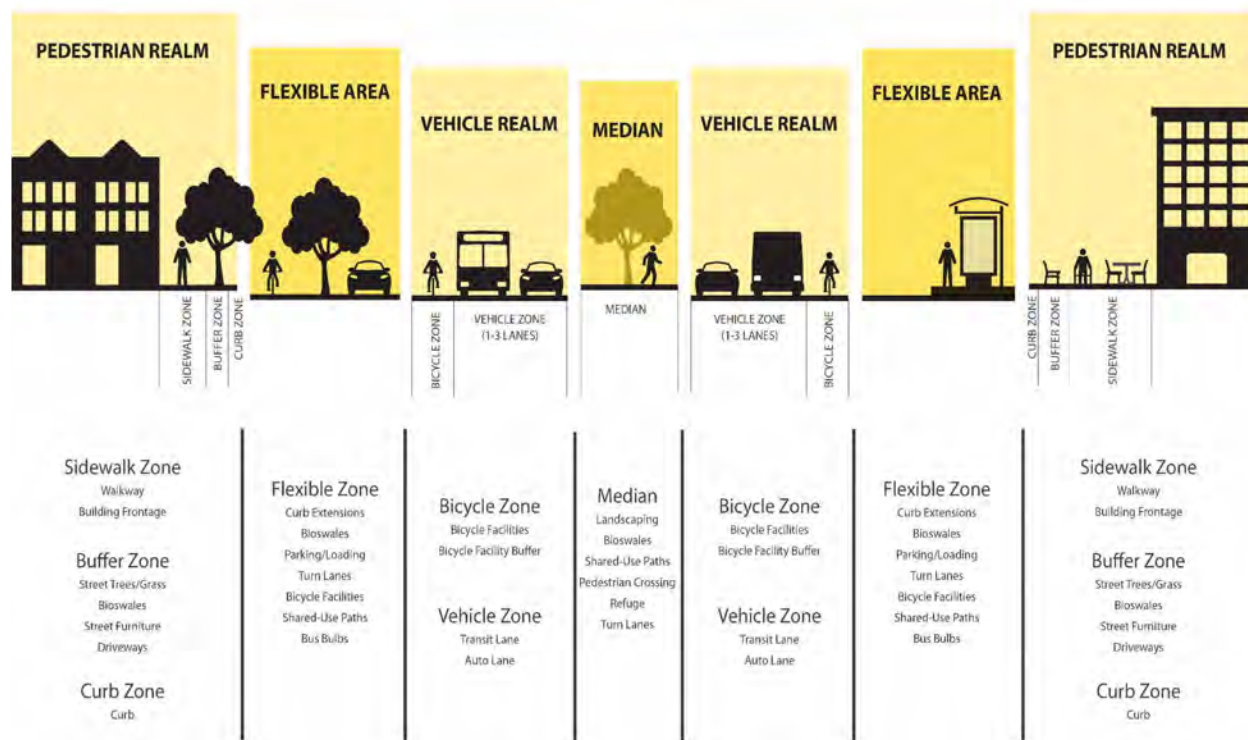 PEDESTRIAN REALM
FLEXIBLE AREA
VEHICLE REALM
MEDIAN
VEHICLE REALM
FLEXIBLE AREA
PEDESTRIAN REALM
SIDEWALK ZONE
BUFFER ZONE
CURB ZONE
BICYCLE ZONE
VEHICLE ZONE
(1-3 LANES)
MEDIAN
VEHICLE ZONE
(1-3 LANES)
BICYCLE ZONE
CURB ZONE
BUFFER ZONE
SIDEWALK ZONE
Sidewalk Zone
Walkway
Building Frontage
Buffer Zone
Street Trees/Grass
Bioswales
Street Furniture
Driveways
Curb Zone
Curb
Flexible Zone
Curb Extensions
Bioswales
Parking/Loading
Turn Lanes
Bicycle Facilities
Shared-Use Paths
Bus Bulbs
Bicycle Zone
Bicycle Facilities
Bicycle Facility Buffer
Vehicle Zone
Transit Lane
Auto Lane
Median
Landscaping
Bioswales
Shared-Use Paths
Pedestrian Crossing
Refuge
Turn Lanes
Bicycle Zone
Bicycle Facilities
Bicycle Facility Buffer
Vehicle Zone
Transit Lane
Auto Lane
Flexible Zone
Curb Extensions
Bioswales
Parking/Loading
Turn Lanes
Bicycle Facilities
Shared-Use Paths
Bus Bulbs
Sidewalk Zone
Walkway
Building Frontage
Buffer Zone
Street Trees/Grass
Bioswales
Street Furniture
Driveways
Curb Zone
Curb